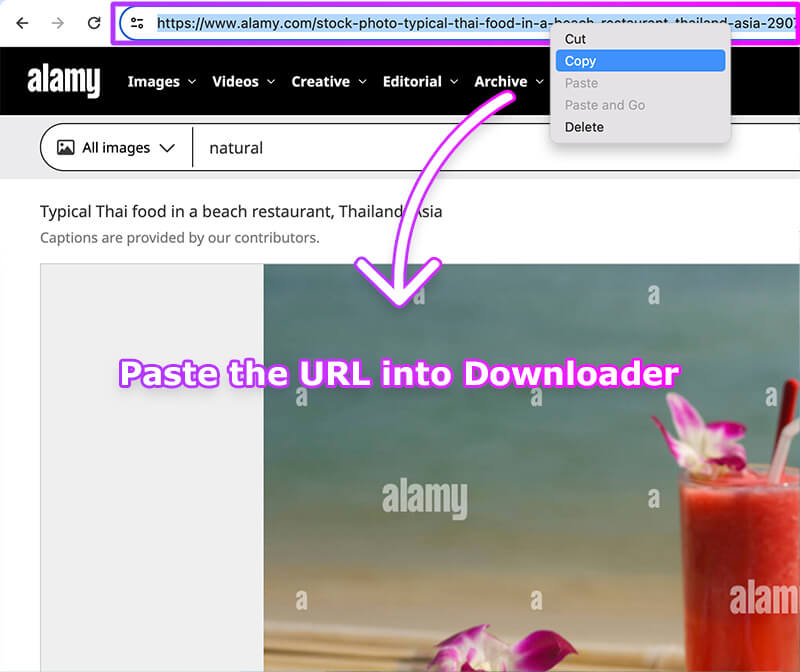 https://www.alamy.com/stock-photo-typical-thai-food-in-a-beach-restaurant-thailand-asia-2907
Cut
Copy
Paste
Paste and Go
Delete
alamy
Images
Videos
Creative
Editorial
Archive
All images
natural
Typical Thai food in a beach restaurant, Thailand, Asia
Captions are provided by our contributors.
a
a
Paste the URL into Downloader
a
a
a
alamy
a
a
a
alam